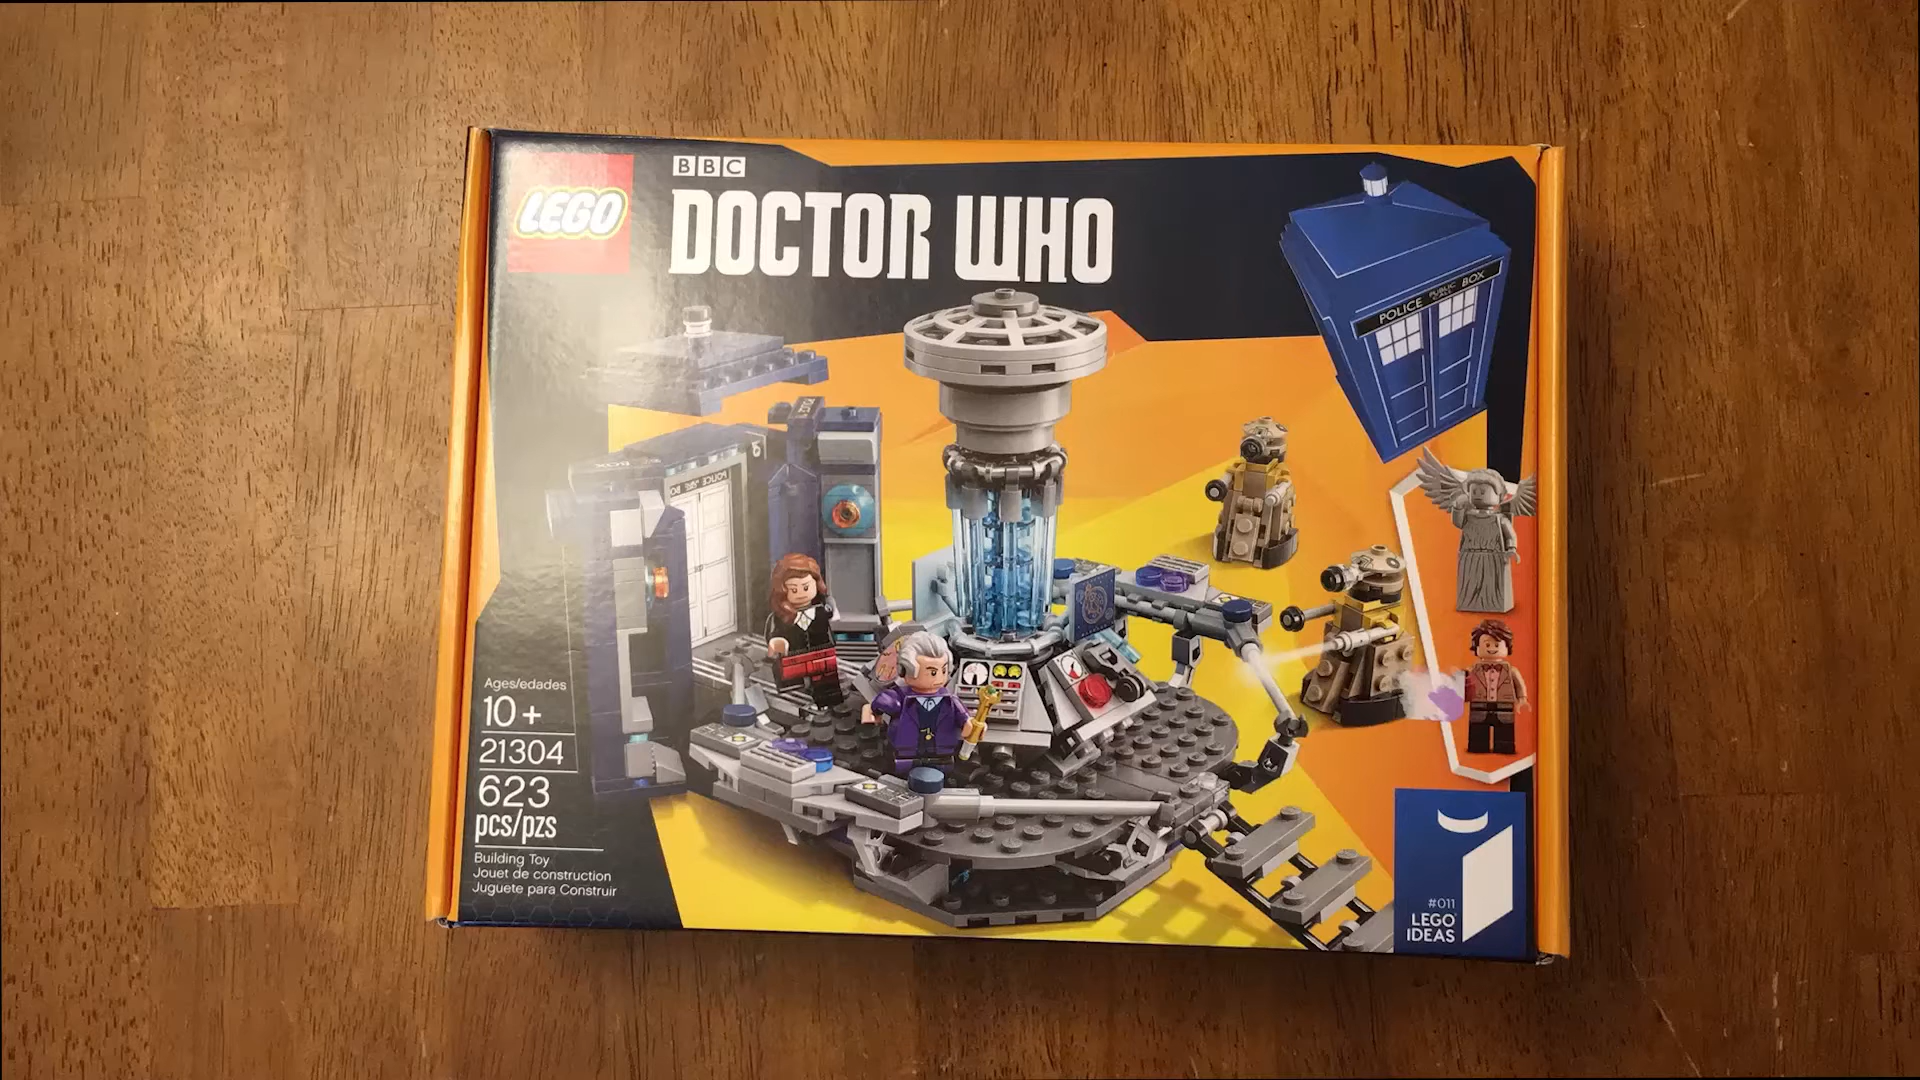 LEGO
BBC
DOCTOR WHO
POLICE PUBLIC CALL BOX
Ages/edades
10+
21304
623
pcs/pzs
Building Toy
Jouet de construction
Juguete para Construir
#011
LEGO
IDEAS